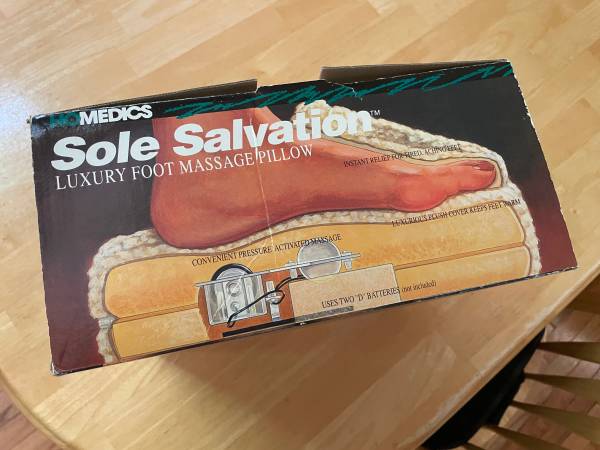 HOMEDICS
Sole Salvation™
LUXURY FOOT MASSAGE PILLOW
INSTANT RELIEF FOR TIRED, ACHING FEET
LUXURIOUS PLUSH COVER KEEPS FEET WARM
CONVENIENT PRESSURE ACTIVATED MASSAGE
USES TWO "D" BATTERIES (not included)